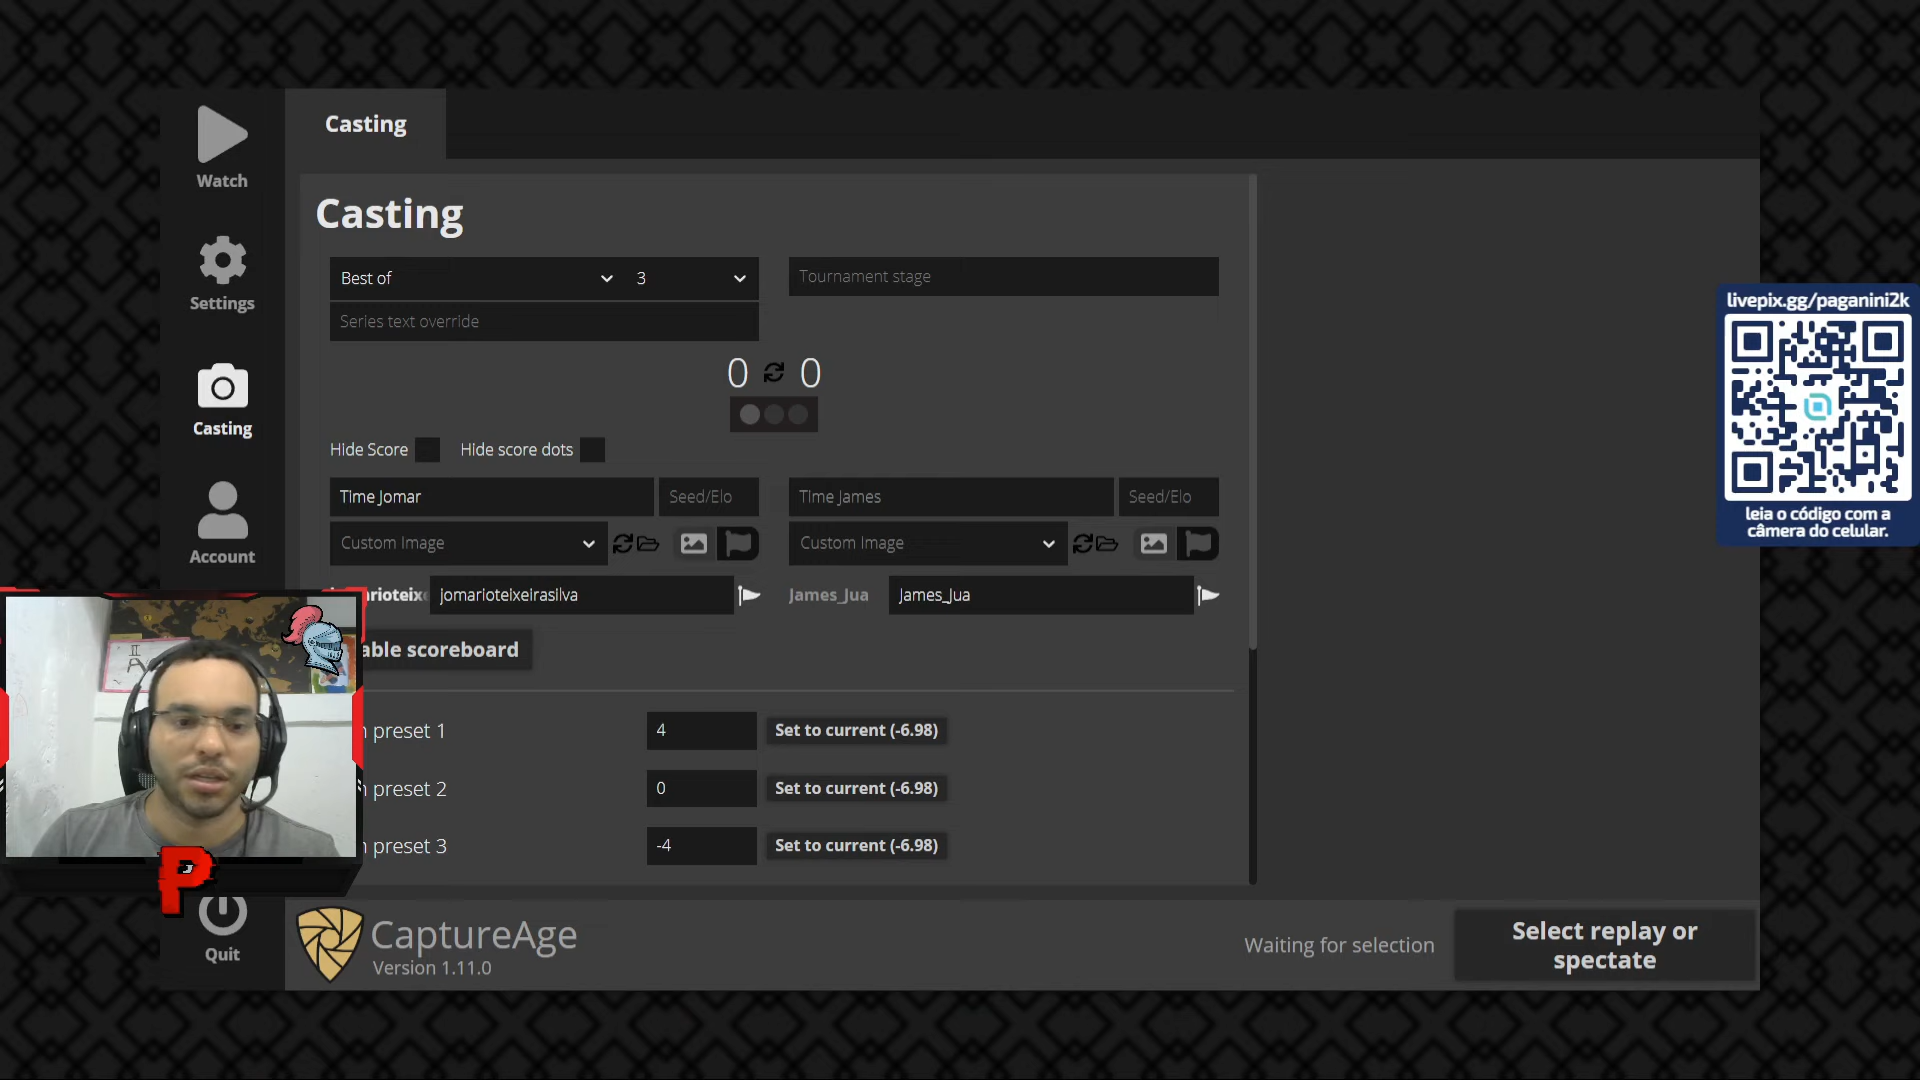 Casting
Watch
Settings
Casting
Account
Quit
Casting
Best of
3
Tournament stage
Series text override
0 0
Hide Score
Hide score dots
Time Jomar
Seed/Elo
TIme James
Seed/Elo
Custom Image
Custom Image
jomarioteixeirasilva
James_Jua
James_Jua
able scoreboard
preset 1
4
Set to current (-6.98)
preset 2
0
Set to current (-6.98)
preset 3
-4
Set to current (-6.98)
CaptureAge
Version 1.11.0
Waiting for selection
Select replay or
spectate
livepix.gg/paganini2k
leia o código com a
câmera do celular.
P